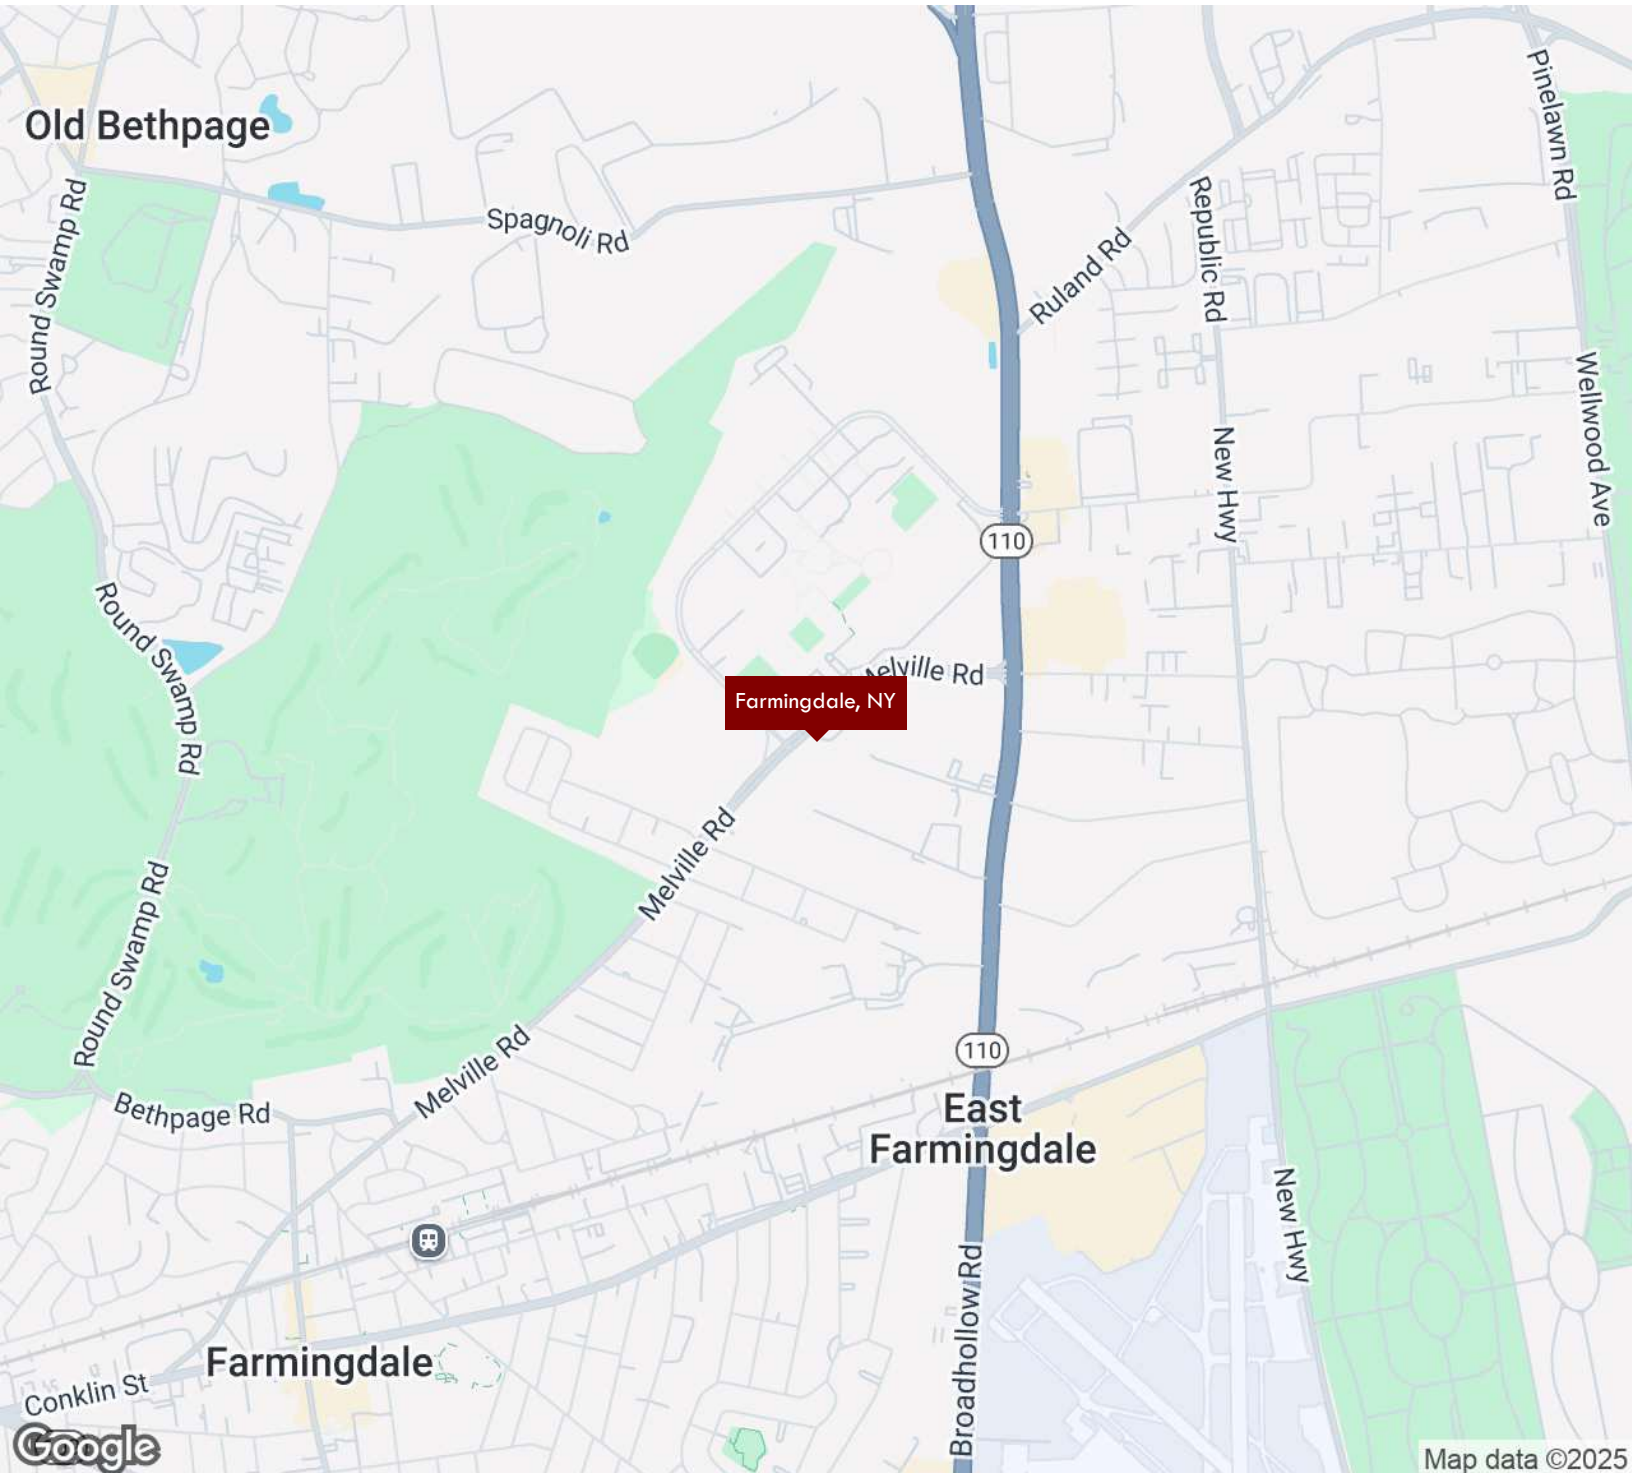 Pinelawn Rd
Old Bethpage
Round Swamp Rd
Spagnoli Rd
Republic Rd
Ruland Rd
Wellwood Ave
New Hwy
110
Round Swamp Rd
Melville Rd
Farmingdale, NY
Melville Rd
Round Swamp Rd
Melville Rd
110
Bethpage Rd
East
Farmingdale
New Hwy
Broadhollow Rd
Farmingdale
Conklin St
Google
Map data ©2025